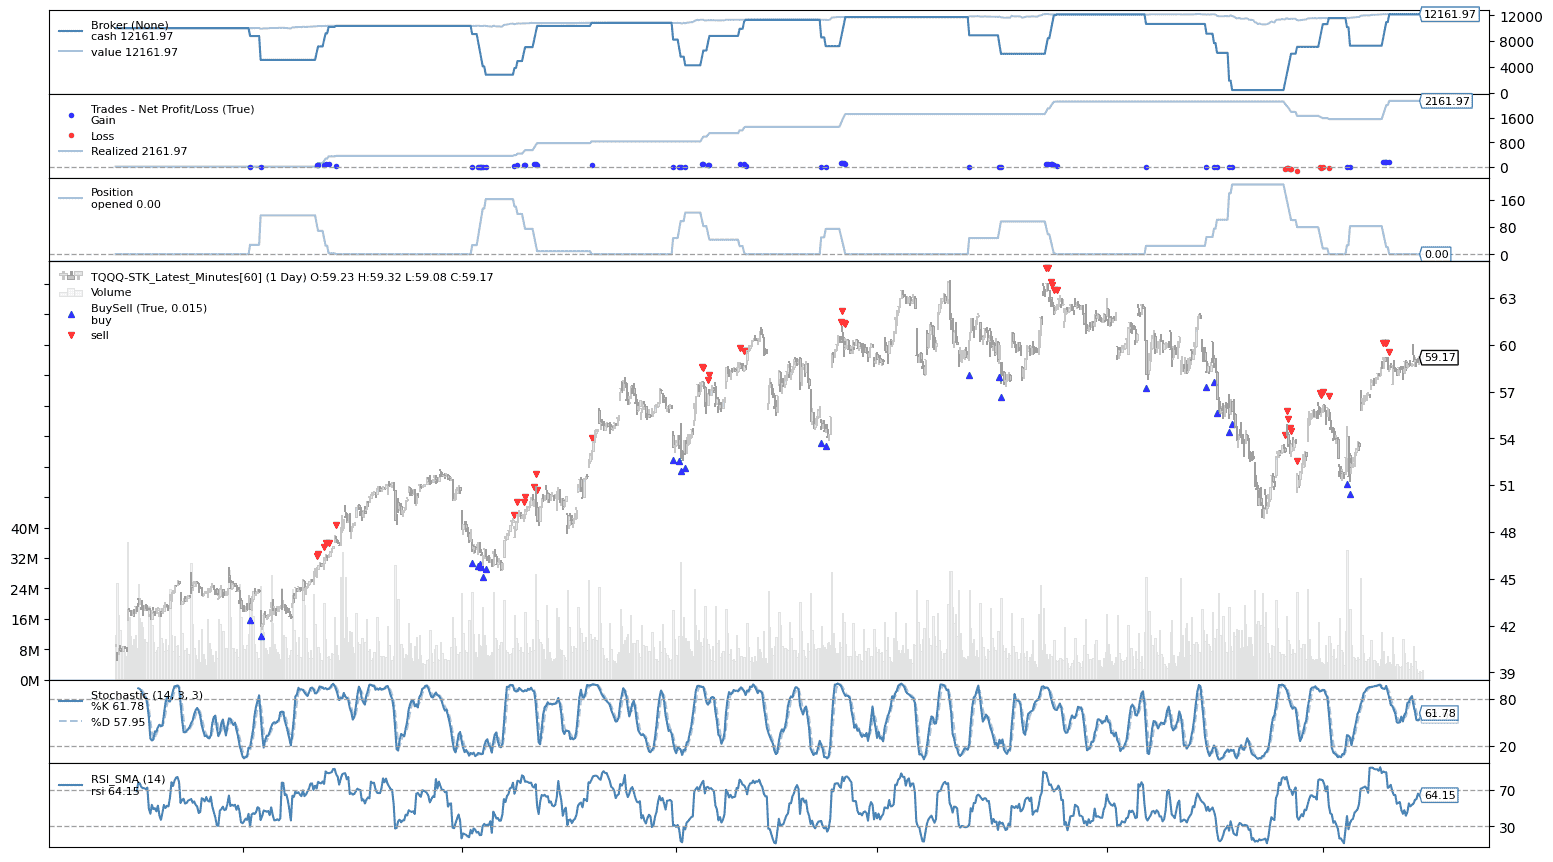 Broker (None)
cash 12161.97
value 12161.97
12161.97
12000
8000
4000
0
Trades - Net Profit/Loss (True)
Gain
Loss
Realized 2161.97
2161.97
1600
800
0
Position
opened 0.00
160
80
0
0.00
TQQQ-STK_Latest_Minutes[60] (1 Day) O:59.23 H:59.32 L:59.08 C:59.17
Volume
BuySell (True, 0.015)
buy
sell
63
60
59.17
57
54
51
48
45
42
39
40M
32M
24M
16M
8M
0M
Stochastic (14, 3, 3)
%K 61.78
%D 57.95
80
61.78
20
RSI_SMA (14)
rsi 64.15
70
64.15
30